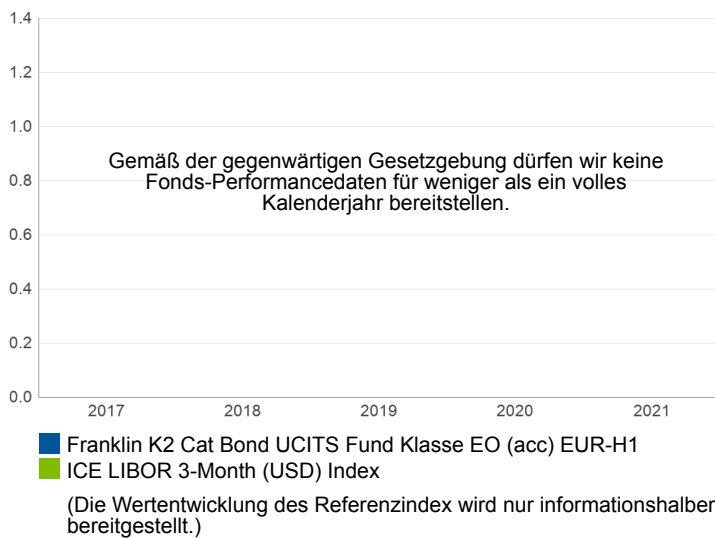 1.4
1.2
1.0
0.8
0.6
0.4
0.2
0.0
Gemäß der gegenwärtigen Gesetzgebung dürfen wir keine
Fonds-Performancedaten für weniger als ein volles
Kalenderjahr bereitstellen.
2017 2018 2019 2020 2021
Franklin K2 Cat Bond UCITS Fund Klasse EO (acc) EUR-H1
ICE LIBOR 3-Month (USD) Index
(Die Wertentwicklung des Referenzindex wird nur informationshalber
bereitgestellt.)